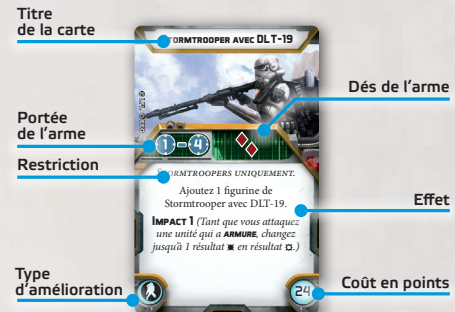 Titre
de la carte
STORMTROOPER AVEC DLT-19
Dés de l'arme
Portée
de l'arme
1 - 4
Restriction
STORMTROOPERS UNIQUEMENT.
Ajoutez 1 figurine de
Stormtrooper avec DLT-19.
Effet
IMPACT 1 (Tant que vous attaquez
une unité qui a ARMURE, changez
jusqu'à 1 résultat en résultat .)
Type
d'amélioration
24
Coût en points